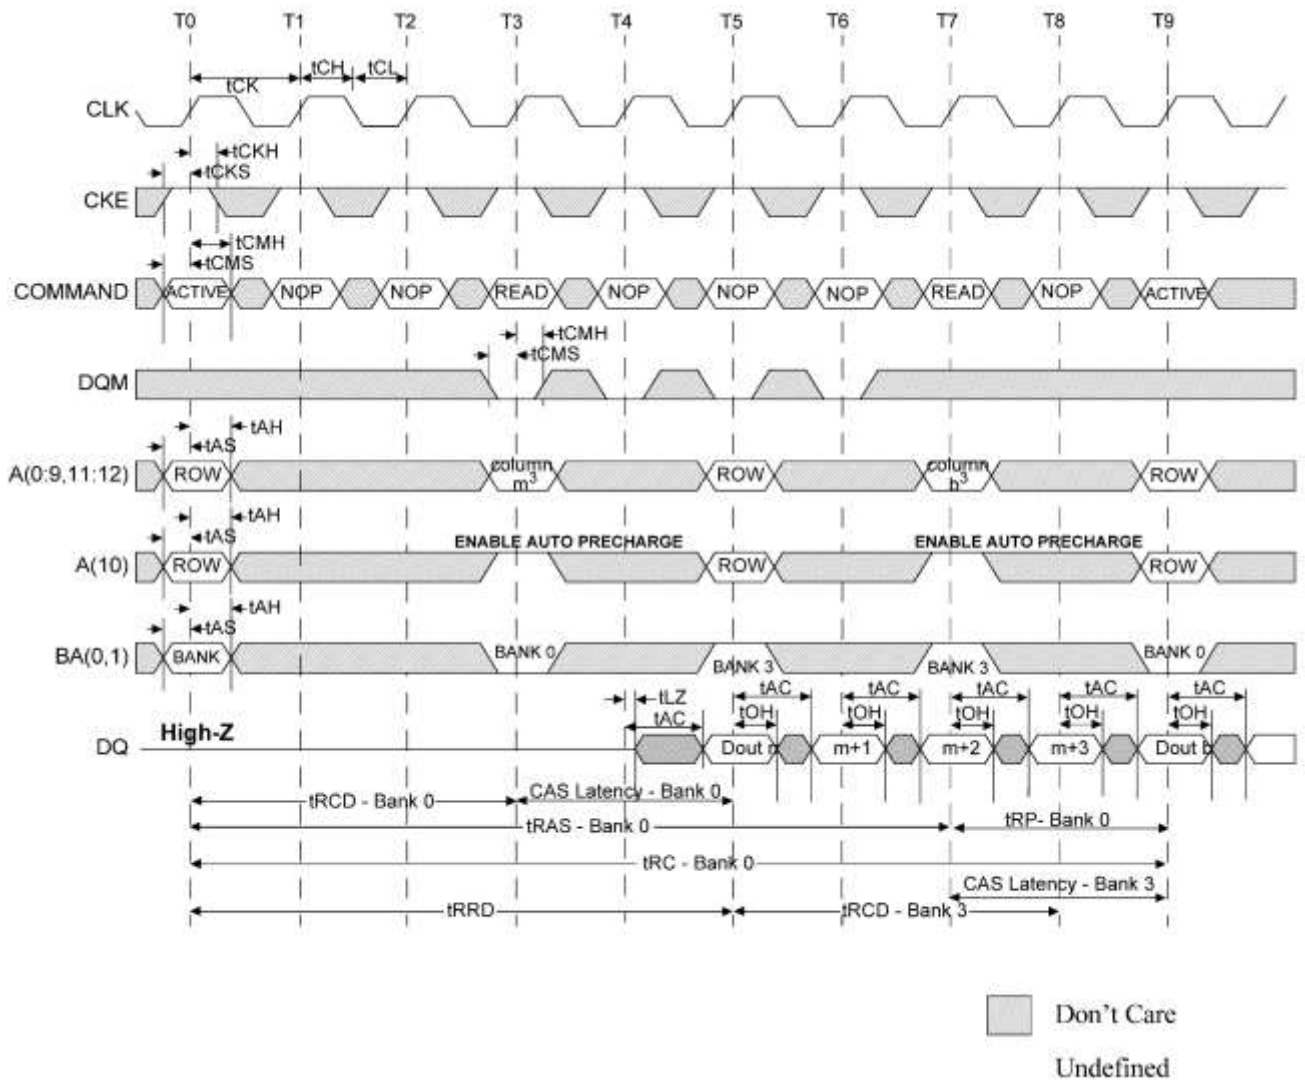 T0 T1 T2 T3 T4 T5 T6 T7 T8 T9
tCH tCL
tCK
CLK
tCKH
tCKS
CKE
tCMH
tCMS
COMMAND ACTIVE NOP NOP READ NOP NOP NOP READ NOP ACTIVE
tCMH
tCMS
DQM
tAH
tAS
A(0:9,11:12) ROW column m3 ROW column b3 ROW
tAH
tAS
ENABLE AUTO PRECHARGE ENABLE AUTO PRECHARGE
A(10) ROW ROW ROW
tAH
tAS
BA(0,1) BANK BANK 0 BANK 3 BANK 3 BANK 0
tLZ tAC tAC tAC tAC tAC
tAC tOH tOH tOH tOH tOH
High-Z
DQ Dout m m+1 m+2 m+3 Dout b
tRCD - Bank 0 CAS Latency - Bank 0
tRAS - Bank 0 tRP- Bank 0
tRC - Bank 0
CAS Latency - Bank 3
tRRD tRCD - Bank 3
Don't Care
Undefined